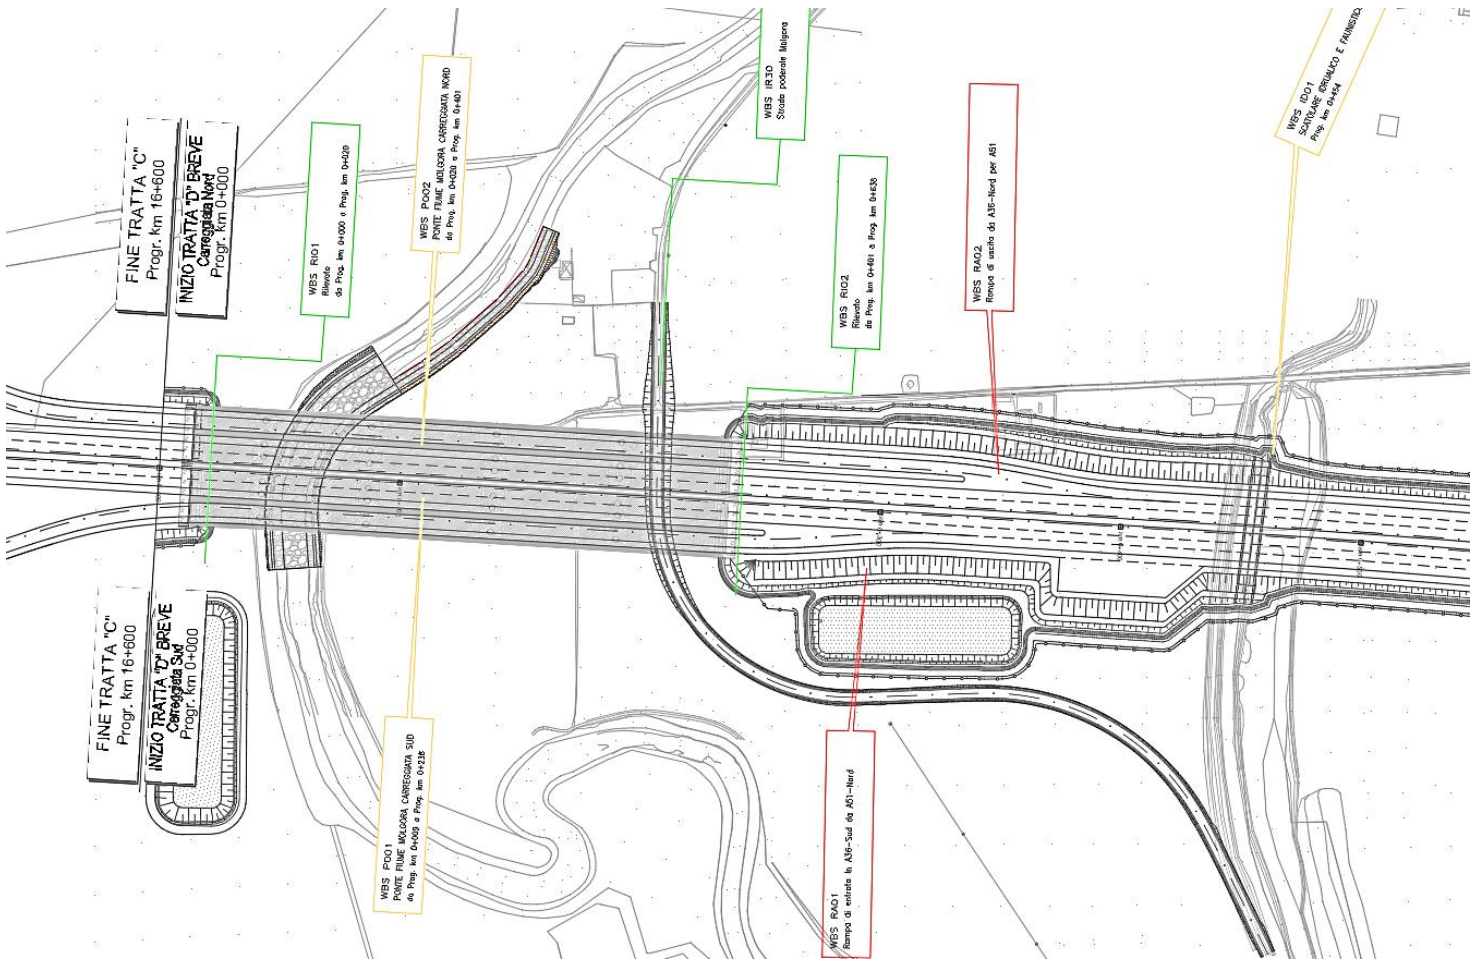 FINE TRATTA "C"
Progr. km 16+600
INIZIO TRATTA "D" BREVE
Carreggiata Nord
Progr. km 0+000
WBS RI01
Rilevato
da Prog. km 0+000 a Prog. km 0+020
WBS PO02
PONTE FIUME MOLGORA CARREGGIATA NORD
da Prog. km 0+020 a Prog. km 0+401
WBS IR30
Strada poderale Molgora
WBS RI02
Rilevato
da Prog. km 0+401 a Prog. km 0+638
WBS RA02
Rampa di uscita da A36-Nord per A51
WBS ID01
SCATOLARE IDRUALICO E FAUNISTICO
Prog. km 0+454
FINE TRATTA "C"
Progr. km 16+600
INIZIO TRATTA "D" BREVE
Carreggiata Sud
Progr. km 0+000
WBS PO01
PONTE FIUME MOLGORA CARREGGIATA SUD
da Prog. km 0+009 a Prog. km 0+238
WBS RA01
Rampa di entrata in A36-Sud da A51-Nord